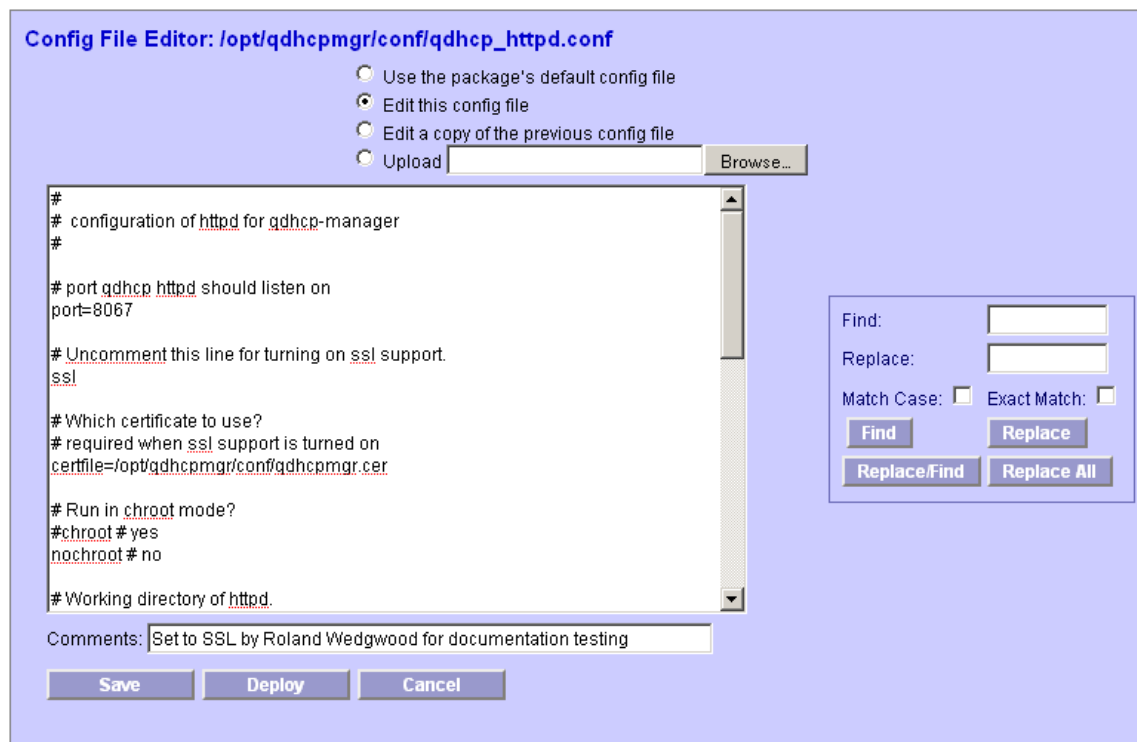 Config File Editor: /opt/qdhcpmgr/conf/qdhcp_httpd.conf
Use the package's default config file
Edit this config file
Edit a copy of the previous config file
Upload Browse...
#
# configuration of httpd for qdhcp-manager
#
# port qdhcp httpd should listen on
port=8067
# Uncomment this line for turning on ssl support.
ssl
# Which certificate to use?
# required when ssl support is turned on
certfile=/opt/qdhcpmgr/conf/qdhcpmgr.cer
# Run in chroot mode?
#chroot # yes
nochroot # no
# Working directory of httpd.
Find:
Replace:
Match Case: Exact Match:
Find Replace
Replace/Find Replace All
Comments: Set to SSL by Roland Wedgwood for documentation testing
Save Deploy Cancel